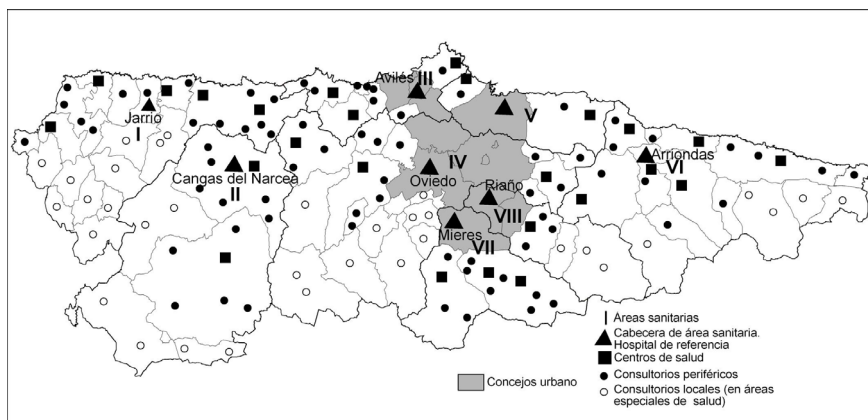 Avilés III
V
Jarrio
I
IV
Arriondas
VI
Cangas del Narcea
II
Oviedo
Riaño
VIII
Mieres
VII
Areas sanitarias
Cabecera de área sanitaria.
Hospital de referencia
Centros de salud
Consultorios periféricos
Consultorios locales (en áreas
especiales de salud)
Concejos urbano